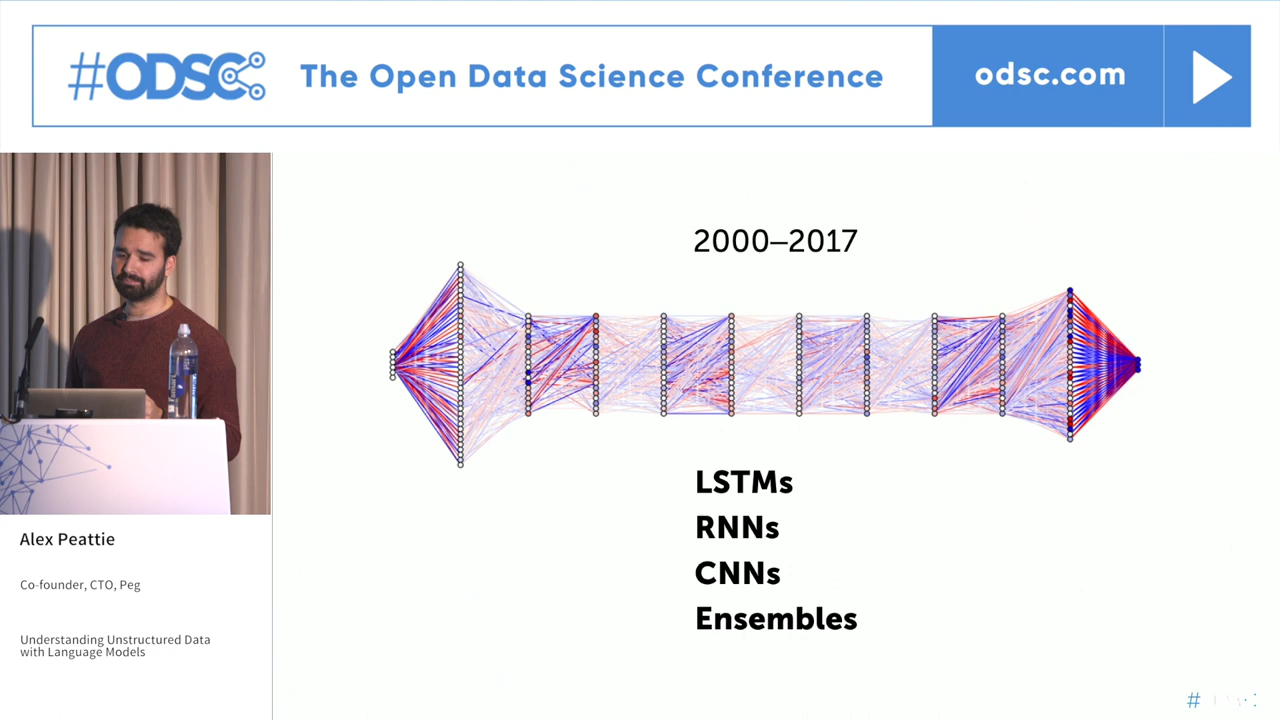 #ODSC
The Open Data Science Conference
odsc.com
2000–2017
LSTMs
RNNs
CNNs
Ensembles
Alex Peattie
Co-founder, CTO, Peg
Understanding Unstructured Data
with Language Models
#